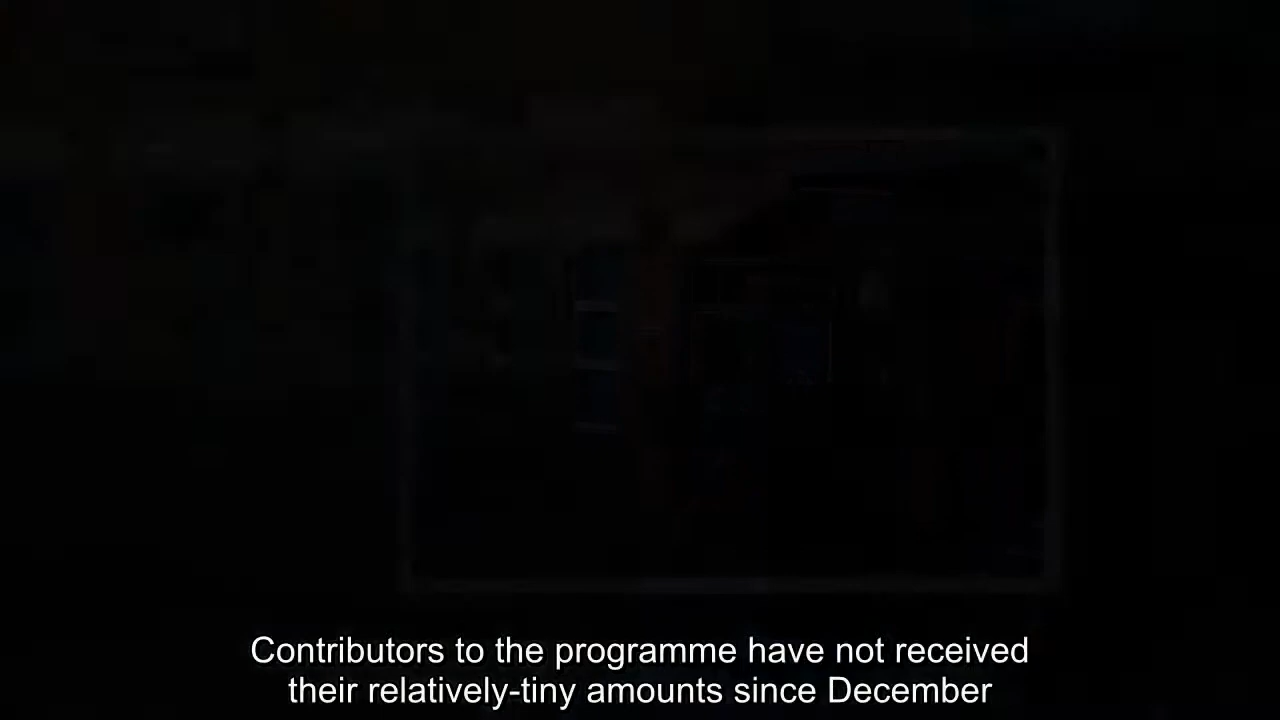 Contributors to the programme have not received
their relatively-tiny amounts since December